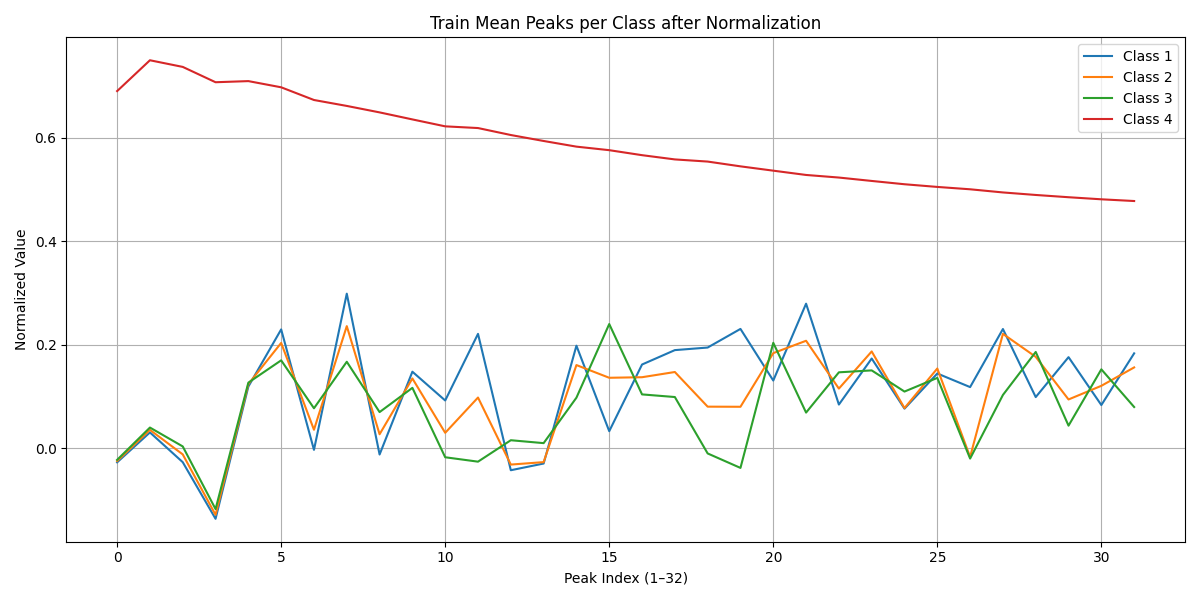 Train Mean Peaks per Class after Normalization
Class 1
Class 2
Class 3
Class 4
Normalized Value
0.6
0.4
0.2
0.0
0 5 10 15 20 25 30
Peak Index (1–32)